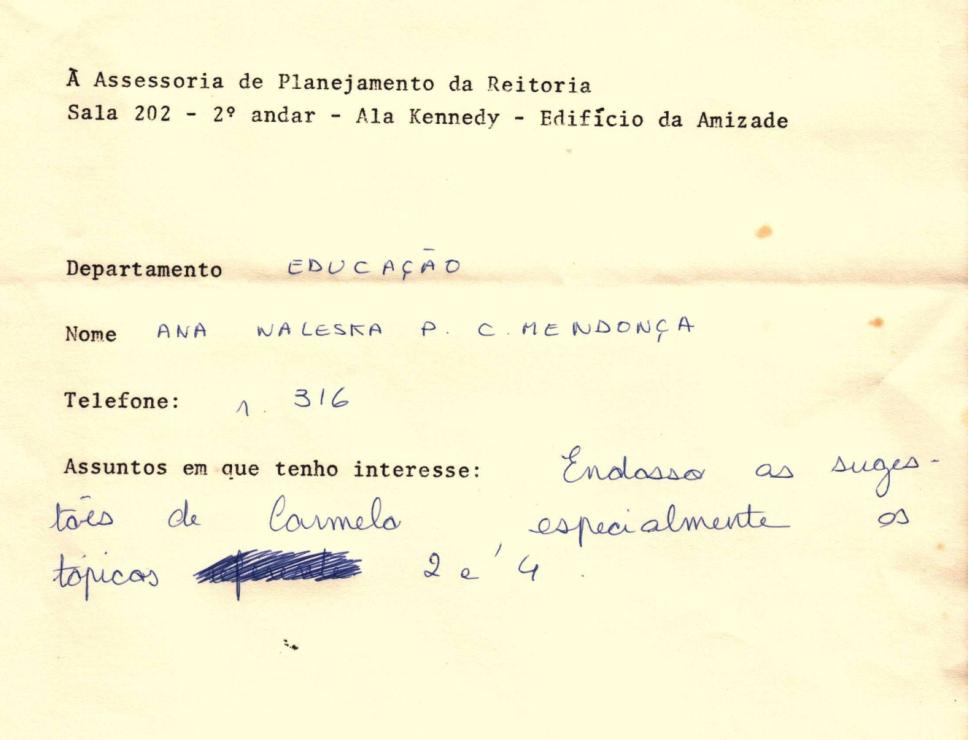 À Assessoria de Planejamento da Reitoria
Sala 202 - 2º andar - Ala Kennedy - Edifício da Amizade
Departamento EDUCAÇÃO
Nome ANA WALESKA P. C. MENDONÇA
Telefone: r. 316
Assuntos em que tenho interesse: Endosso as suges-
tões de Carmelo, especialmente os
tópicos 2 e 4.